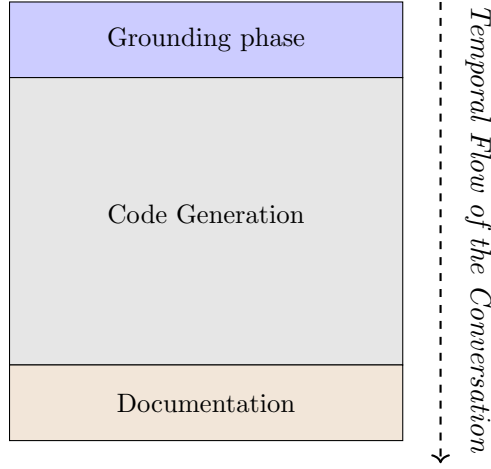 Grounding phase
Code Generation
Documentation
Temporal Flow of the Conversation